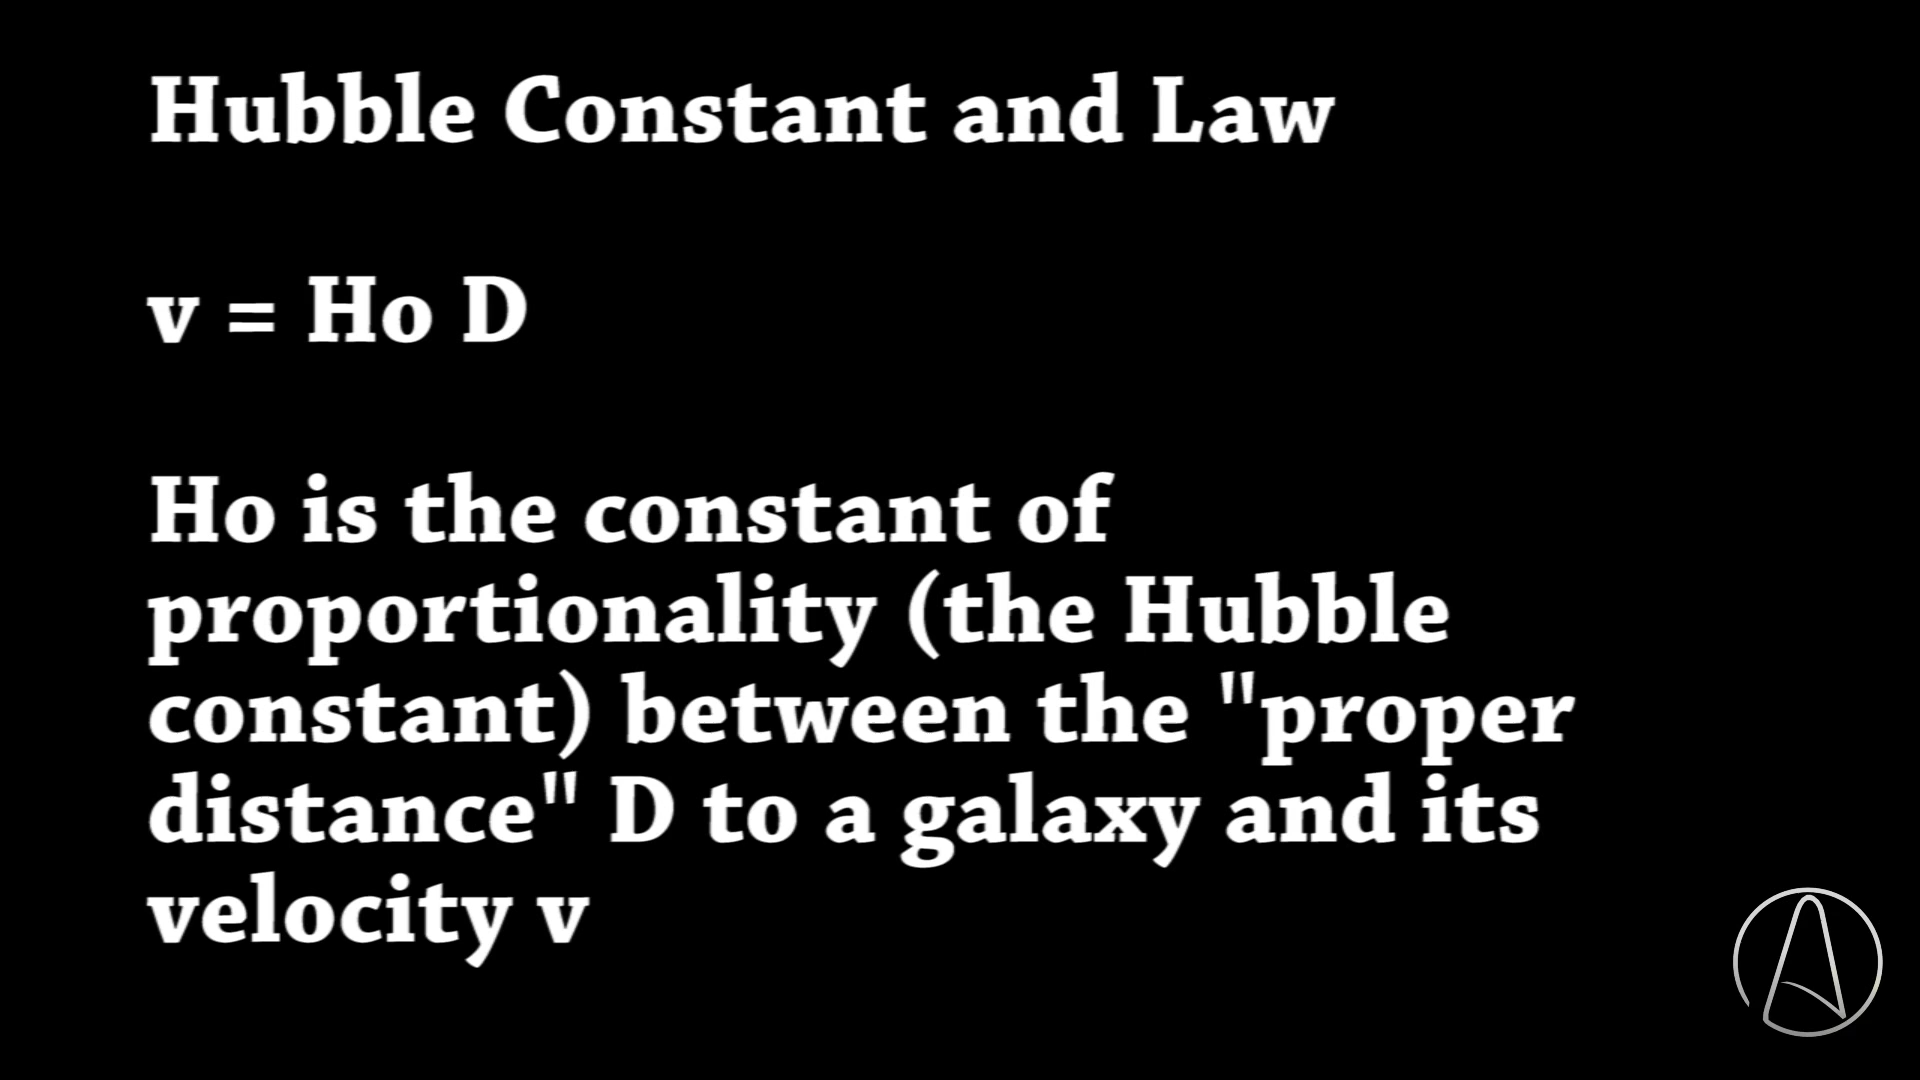 Hubble Constant and Law
v = Ho D
Ho is the constant of
proportionality (the Hubble
constant) between the "proper
distance" D to a galaxy and its
velocity v